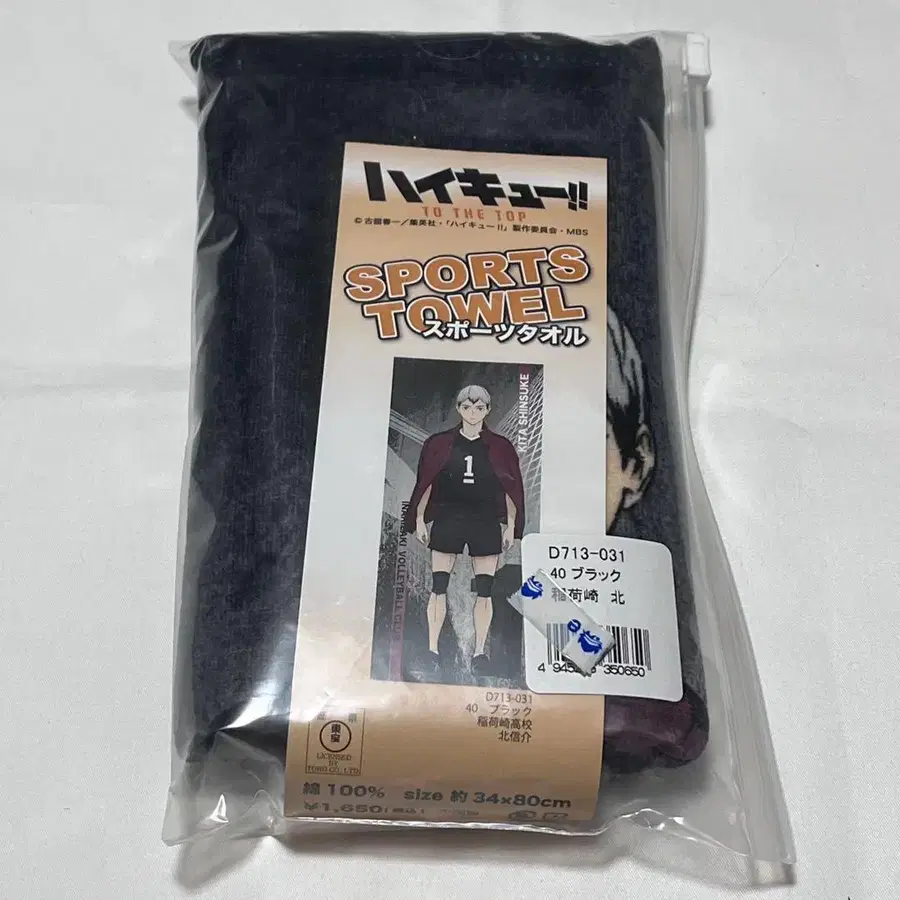 ハイキュー!!
TO THE TOP
© 古舘春一／集英社・「ハイキュー!!」製作委員会・MBS
SPORTS
TOWEL
スポーツタオル
KITA SHINSUKE
1
INARIZAKI VOLLEYBALL CLUB
D713-031
40 ブラック
稲荷崎 北
350650
D713-031
40 ブラック
稲荷崎高校
北信介
LICENSED
BY
TOHO CO., LTD.
綿 100% size 約 34×80cm
¥1,650(税込)